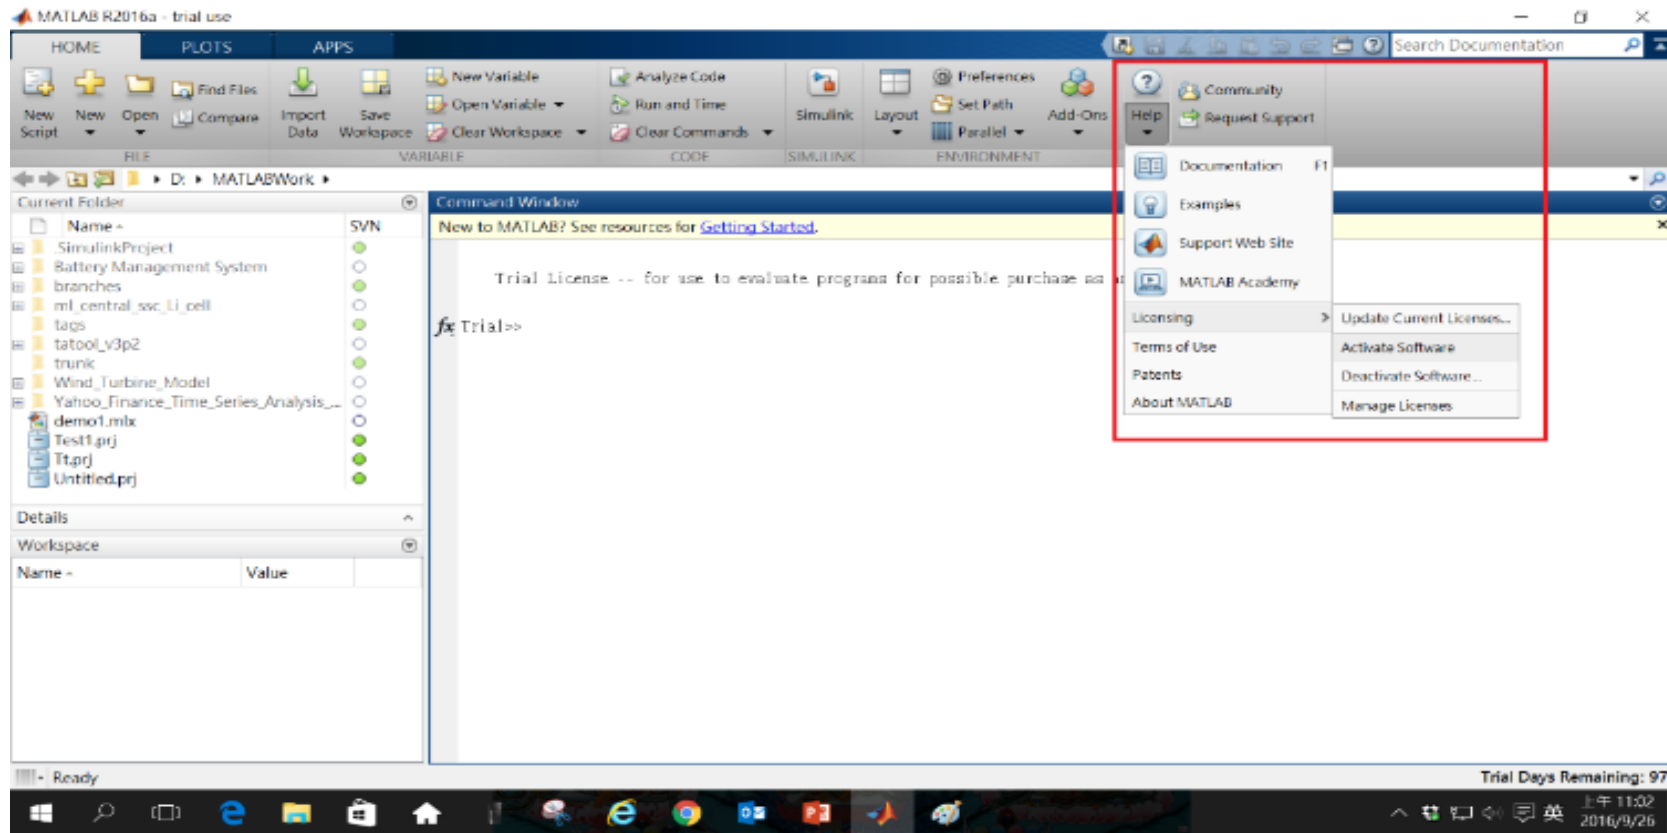 MATLAB R2016a - trial use
HOME PLOTS APPS
Search Documentation
New Script
New
Open
Find Files
Compare
FILE
Import Data
Save Workspace
New Variable
Open Variable
Clear Workspace
VARIABLE
Analyze Code
Run and Time
Clear Commands
CODE
Simulink
SIMULINK
Layout
Preferences
Set Path
Parallel
Add-Ons
ENVIRONMENT
Help
Community
Request Support
D: MATLABWork
Current Folder
Name SVN
.SimulinkProject
Battery Management System
branches
ml_central_ssc_Li_cell
tags
tatool_v3p2
trunk
Wind_Turbine_Model
Yahoo_Finance_Time_Series_Analysis_...
demo1.mlx
Test1.prj
Tt.prj
Untitled.prj
Details
Workspace
Name Value
Command Window
New to MATLAB? See resources for Getting Started.
Trial License -- for use to evaluate programs for possible purchase as
fx Trial>>
Documentation F1
Examples
Support Web Site
MATLAB Academy
Licensing
Terms of Use
Patents
About MATLAB
Update Current Licenses...
Activate Software
Deactivate Software...
Manage Licenses
Ready
Trial Days Remaining: 97
英
上午 11:02
2016/9/26